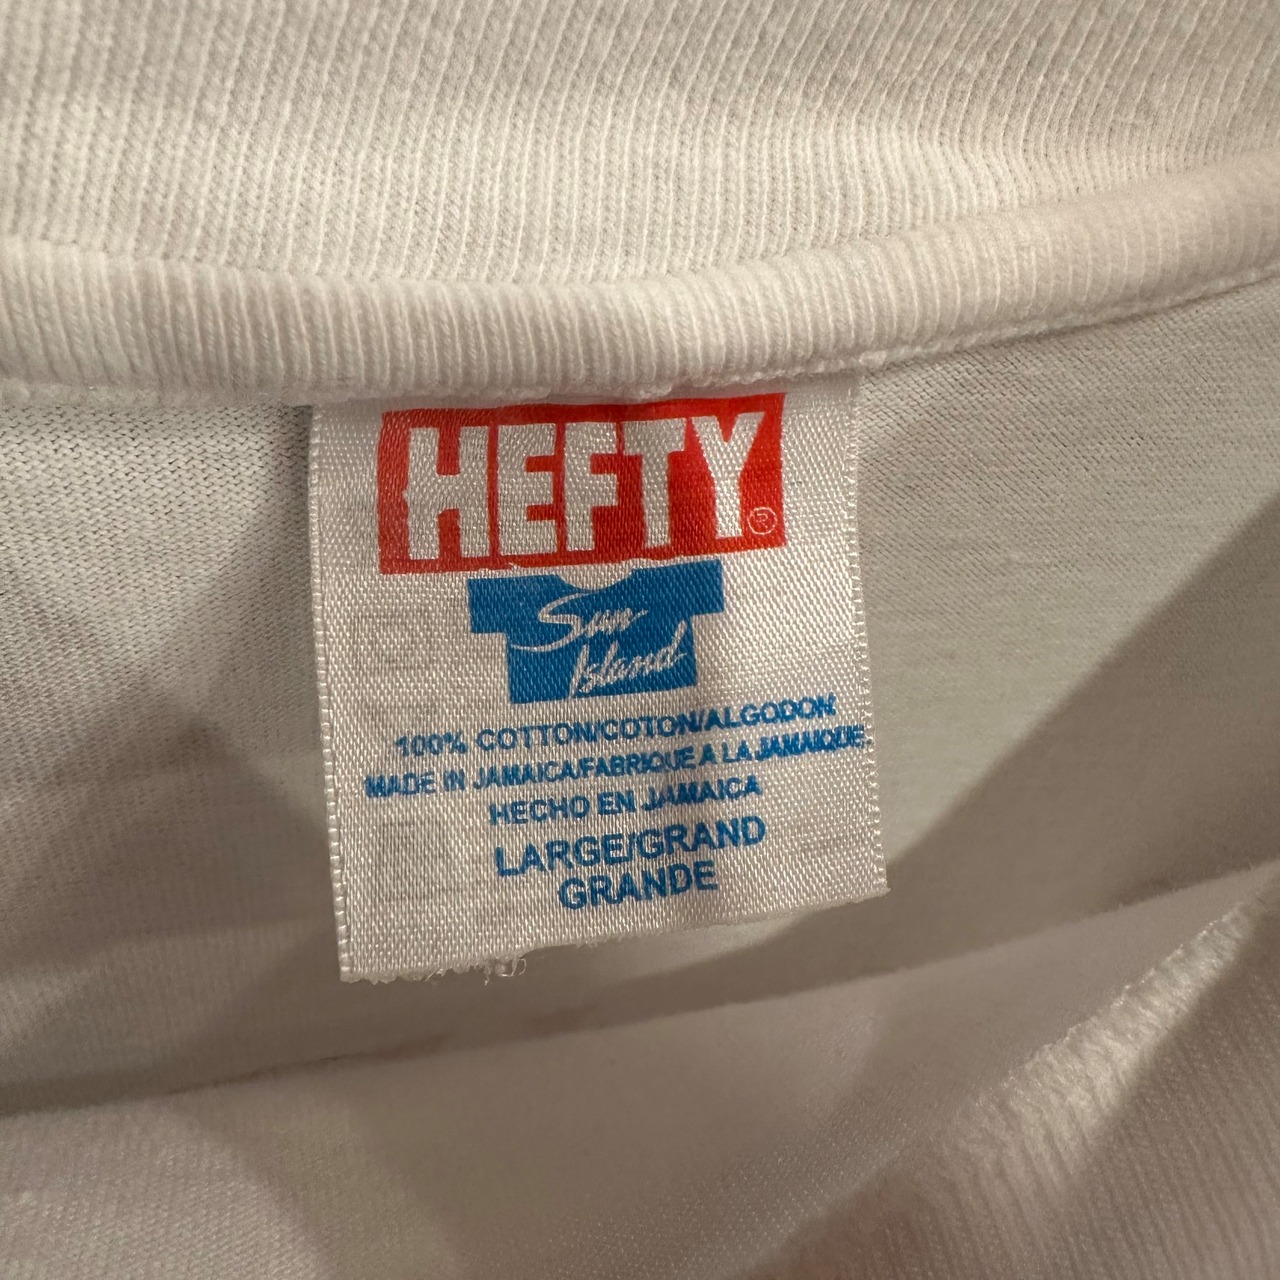 HEFTY®
Sun
Island
100% COTTON/COTON/ALGODON
MADE IN JAMAICA/FABRIQUE A LA JAMAIQUE
HECHO EN JAMAICA
LARGE/GRAND
GRANDE